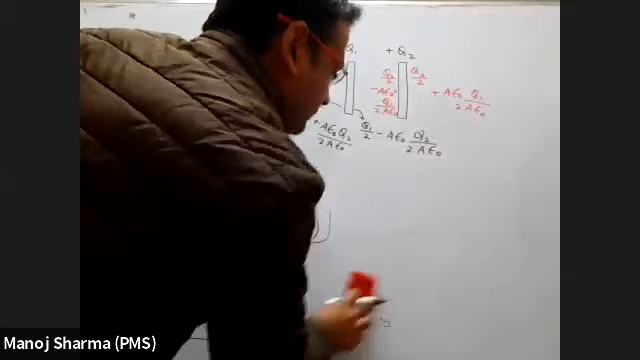 Q₁ + Q₂
Q₂/2 Q₂/2
- Aε₀ Q₁/2Aε₀ + Aε₀ Q₁/2Aε₀
+ Aε₀ Q₂/2Aε₀ Q₁/2 - Aε₀ Q₂/2Aε₀
Manoj Sharma (PMS)